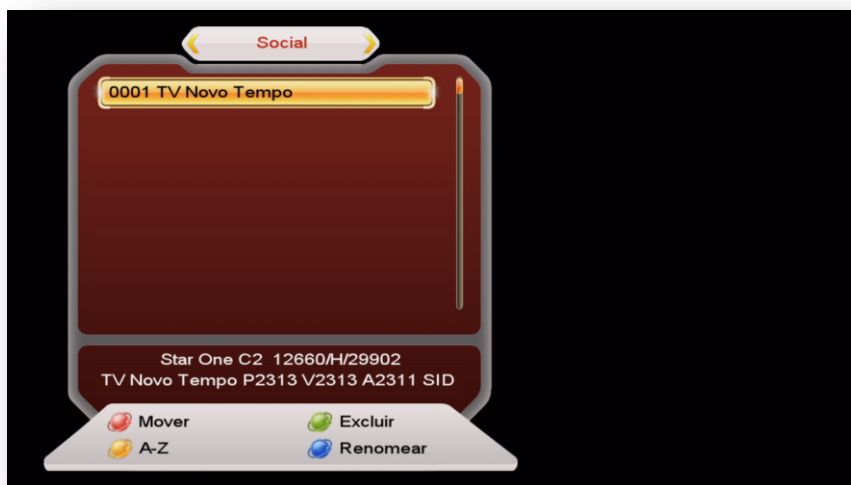 Social
0001 TV Novo Tempo
Star One C2 12660/H/29902
TV Novo Tempo P2313 V2313 A2311 SID
Mover Excluir
A-Z Renomear